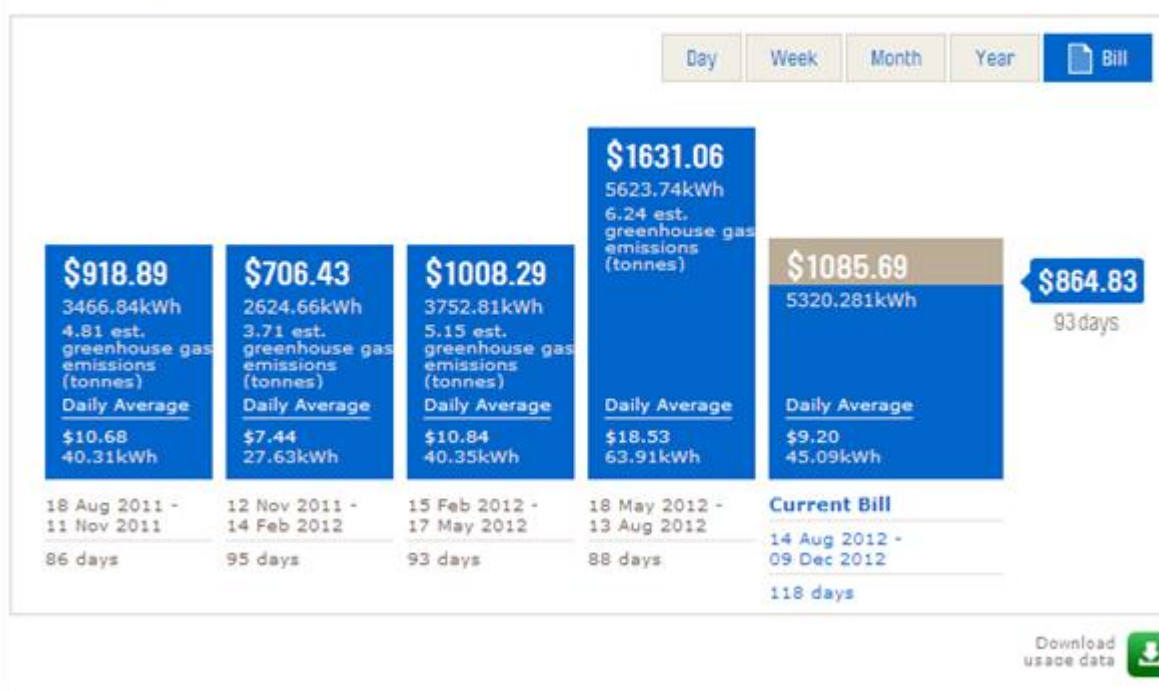 Day Week Month Year Bill
$918.89
3466.84kWh
4.81 est.
greenhouse gas
emissions
(tonnes)
Daily Average
$10.68
40.31kWh
18 Aug 2011 -
11 Nov 2011
86 days
$706.43
2624.66kWh
3.71 est.
greenhouse gas
emissions
(tonnes)
Daily Average
$7.44
27.63kWh
12 Nov 2011 -
14 Feb 2012
95 days
$1008.29
3752.81kWh
5.15 est.
greenhouse gas
emissions
(tonnes)
Daily Average
$10.84
40.35kWh
15 Feb 2012 -
17 May 2012
93 days
$1631.06
5623.74kWh
6.24 est.
greenhouse gas
emissions
(tonnes)
Daily Average
$18.53
63.91kWh
18 May 2012 -
13 Aug 2012
88 days
$1085.69
5320.281kWh
Daily Average
$9.20
45.09kWh
Current Bill
14 Aug 2012 -
09 Dec 2012
118 days
$864.83
93 days
Download
usage data